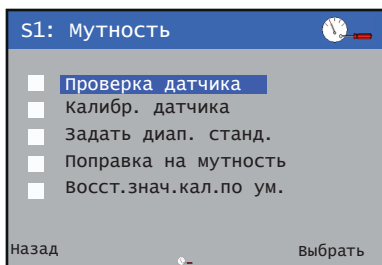 S1: Мутность
Проверка датчика
Калибр. датчика
Задать диап. станд.
Поправка на мутность
Восст.знач.кал.по ум.
Назад Выбрать